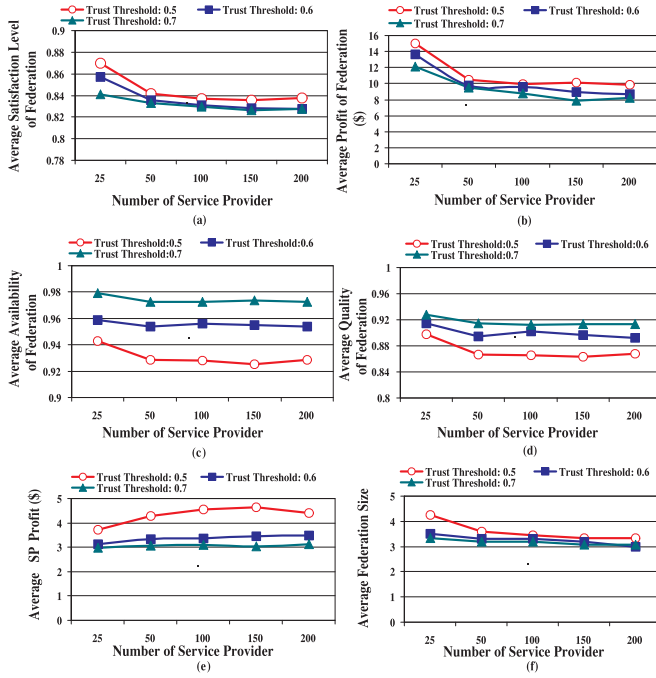 Trust Threshold: 0.5
Trust Threshold: 0.6
Trust Threshold: 0.7
Average Satisfaction Level
of Federation
0.9
0.88
0.86
0.84
0.82
0.8
0.78
25 50 100 150 200
Number of Service Provider
(a)
Trust Threshold: 0.5
Trust Threshold: 0.6
Trust Threshold: 0.7
Average Profit of Federation
($)
16
14
12
10
8
6
4
2
0
25 50 100 150 200
Number of Service Provider
(b)
Trust Threshold:0.5
Trust Threshold:0.6
Trust Threshold:0.7
Average Availability
of Federation
1
0.98
0.96
0.94
0.92
0.9
25 50 100 150 200
Number of Service Provider
(c)
Trust Threshold:0.5
Trust Threshold:0.6
Trust Threshold:0.7
Average Quality
of Federation
1
0.96
0.92
0.88
0.84
0.8
25 50 100 150 200
Number of Service Provider
(d)
Trust Threshold: 0.5
Trust Threshold: 0.6
Trust Threshold: 0.7
Average SP Profit ($)
5
4
3
2
1
0
25 50 100 150 200
Number of Service Provider
(e)
Trust Threshold: 0.5
Trust Threshold: 0.6
Trust Threshold: 0.7
Average Federation Size
5
4
3
2
1
0
25 50 100 150 200
Number of Service Provider
(f)